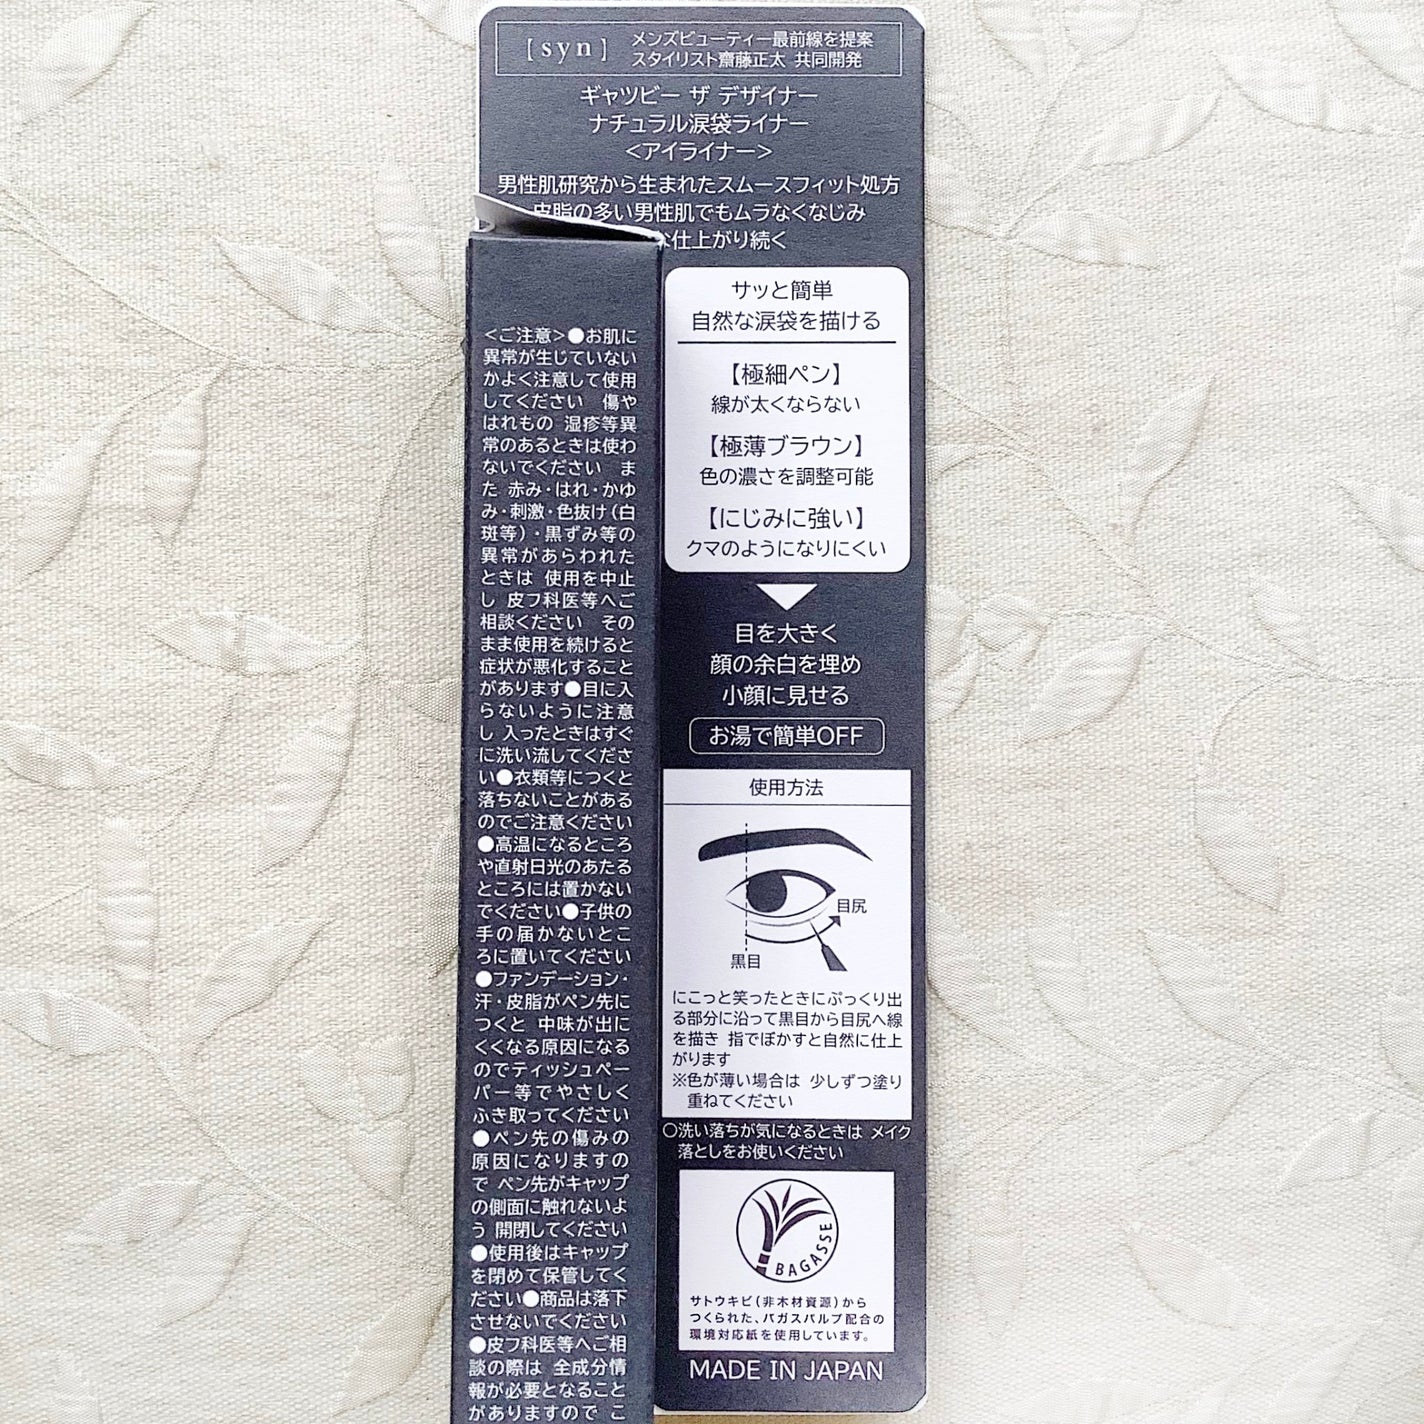 【syn】
メンズビューティー最前線を提案
スタイリスト齋藤正太 共同開発
ギャツビー ザ デザイナー
ナチュラル涙袋ライナー
<アイライナー>
男性肌研究から生まれたスムースフィット処方
皮脂の多い男性肌でもムラなくなじみ
仕上がり続く
サッと簡単
自然な涙袋を描ける
【極細ペン】
線が太くならない
【極薄ブラウン】
色の濃さを調整可能
【にじみに強い】
クマのようになりにくい
目を大きく
顔の余白を埋め
小顔に見せる
お湯で簡単OFF
使用方法
目尻
黒目
にこっと笑ったときにぷっくり出
る部分に沿って黒目から目尻へ線
を描き 指でぼかすと自然に仕上
がります
※色が薄い場合は 少しずつ塗り
重ねてください
○洗い落ちが気になるときは メイク
落としをお使いください
BAGASSE
サトウキビ(非木材資源)から
つくられた、バガスパルプ配合の
環境対応紙を使用しています。
MADE IN JAPAN
<ご注意>●お肌に
異常が生じていない
かよく注意して使用
してください 傷や
はれもの 湿疹等異
常のあるときは使わ
ないでください ま
た 赤み・はれ・かゆ
み・刺激・色抜け(白
斑等)・黒ずみ等の
異常があらわれた
ときは 使用を中止
し 皮フ科医等へご
相談ください その
まま使用を続けると
症状が悪化すること
があります●目に入
らないように注意
し 入ったときはすぐ
に洗い流してくださ
い●衣類等につくと
落ちないことがある
のでご注意ください
●高温になるところ
や直射日光のあたる
ところには置かない
でください●子供の
手の届かないとこ
ろに置いてください
●ファンデーション・
汗・皮脂がペン先に
つくと 中味が出に
くくなる原因になる
のでティッシュペー
パー等でやさしく
ふき取ってください
●ペン先の傷みの
原因になりますの
で ペン先がキャップ
の側面に触れないよ
う 開閉してください
●使用後はキャップ
を閉めて保管してく
ださい●商品は落下
させないでください
●皮フ科医等へご相
談の際は 全成分情
報が必要となること
がありますので こ